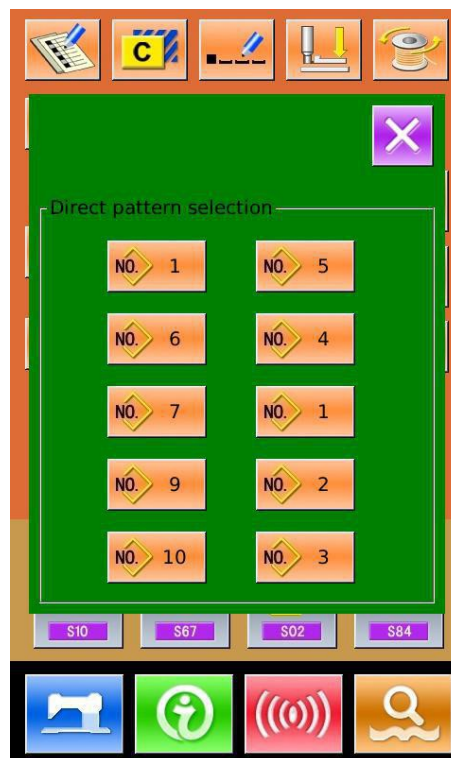 C
Direct pattern selection
NO. 1 NO. 5
NO. 6 NO. 4
NO. 7 NO. 1
NO. 9 NO. 2
NO. 10 NO. 3
S10 S67 S02 S84